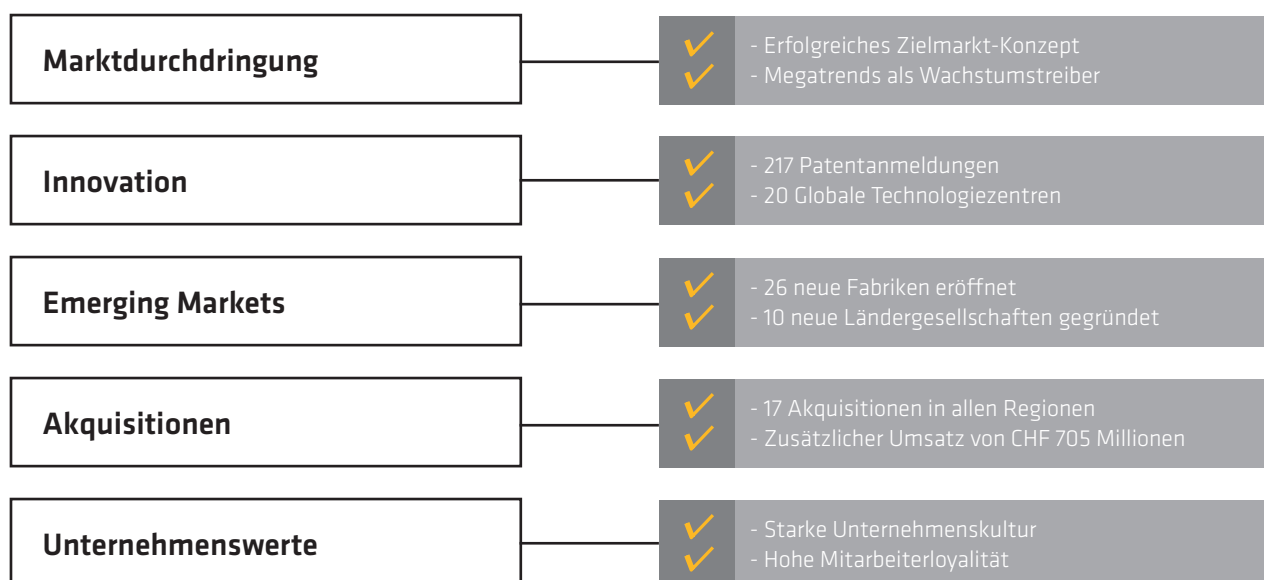 Marktdurchdringung
- Erfolgreiches Zielmarkt-Konzept
- Megatrends als Wachstumstreiber
Innovation
- 217 Patentanmeldungen
- 20 Globale Technologiezentren
Emerging Markets
- 26 neue Fabriken eröffnet
- 10 neue Ländergesellschaften gegründet
Akquisitionen
- 17 Akquisitionen in allen Regionen
- Zusätzlicher Umsatz von CHF 705 Millionen
Unternehmenswerte
- Starke Unternehmenskultur
- Hohe Mitarbeiterloyalität